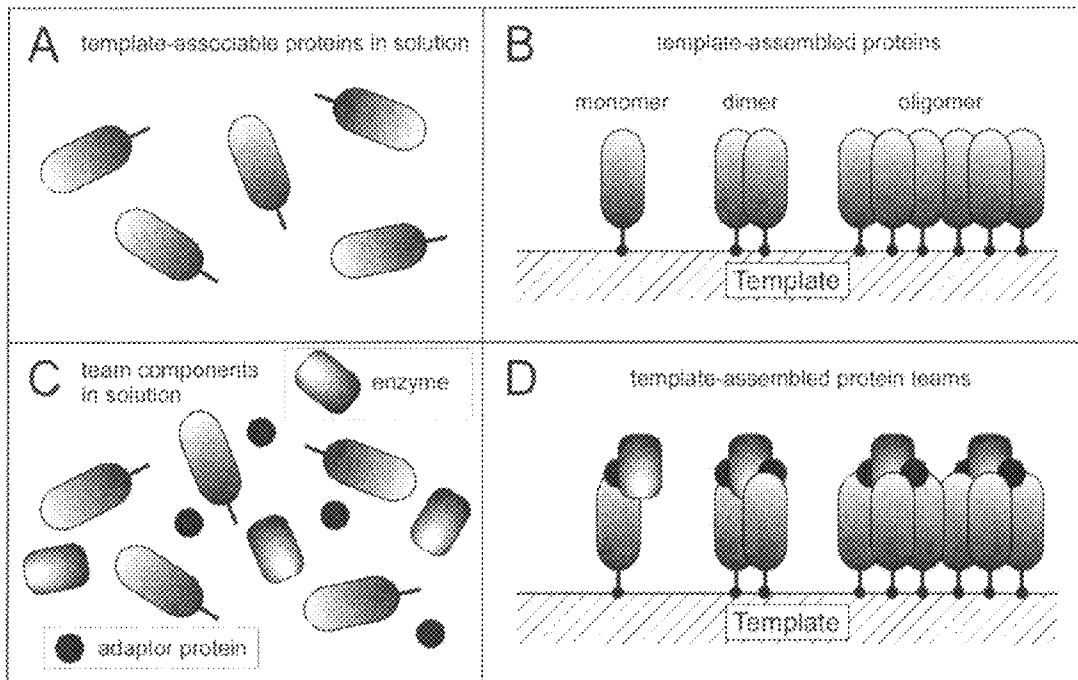 A template-associable proteins in solution
B template-assembled proteins
monomer dimer oligomer
Template
C team components
in solution
enzyme
adaptor protein
D template-assembled protein teams
Template